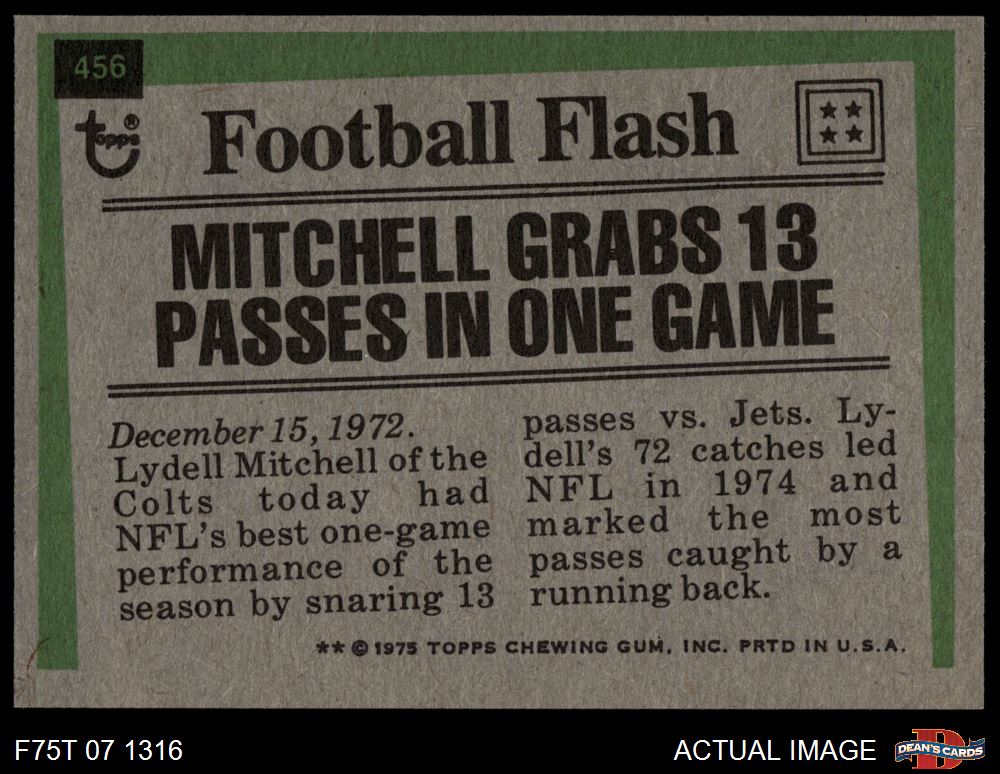 456
topps®
Football Flash
MITCHELL GRABS 13
PASSES IN ONE GAME
December 15, 1972.
Lydell Mitchell of the
Colts today had
NFL's best one-game
performance of the
season by snaring 13
passes vs. Jets. Ly-
dell's 72 catches led
NFL in 1974 and
marked the most
passes caught by a
running back.
** © 1975 TOPPS CHEWING GUM, INC. PRTD IN U.S.A.
F75T 07 1316
ACTUAL IMAGE
D
DEAN'S CARDS